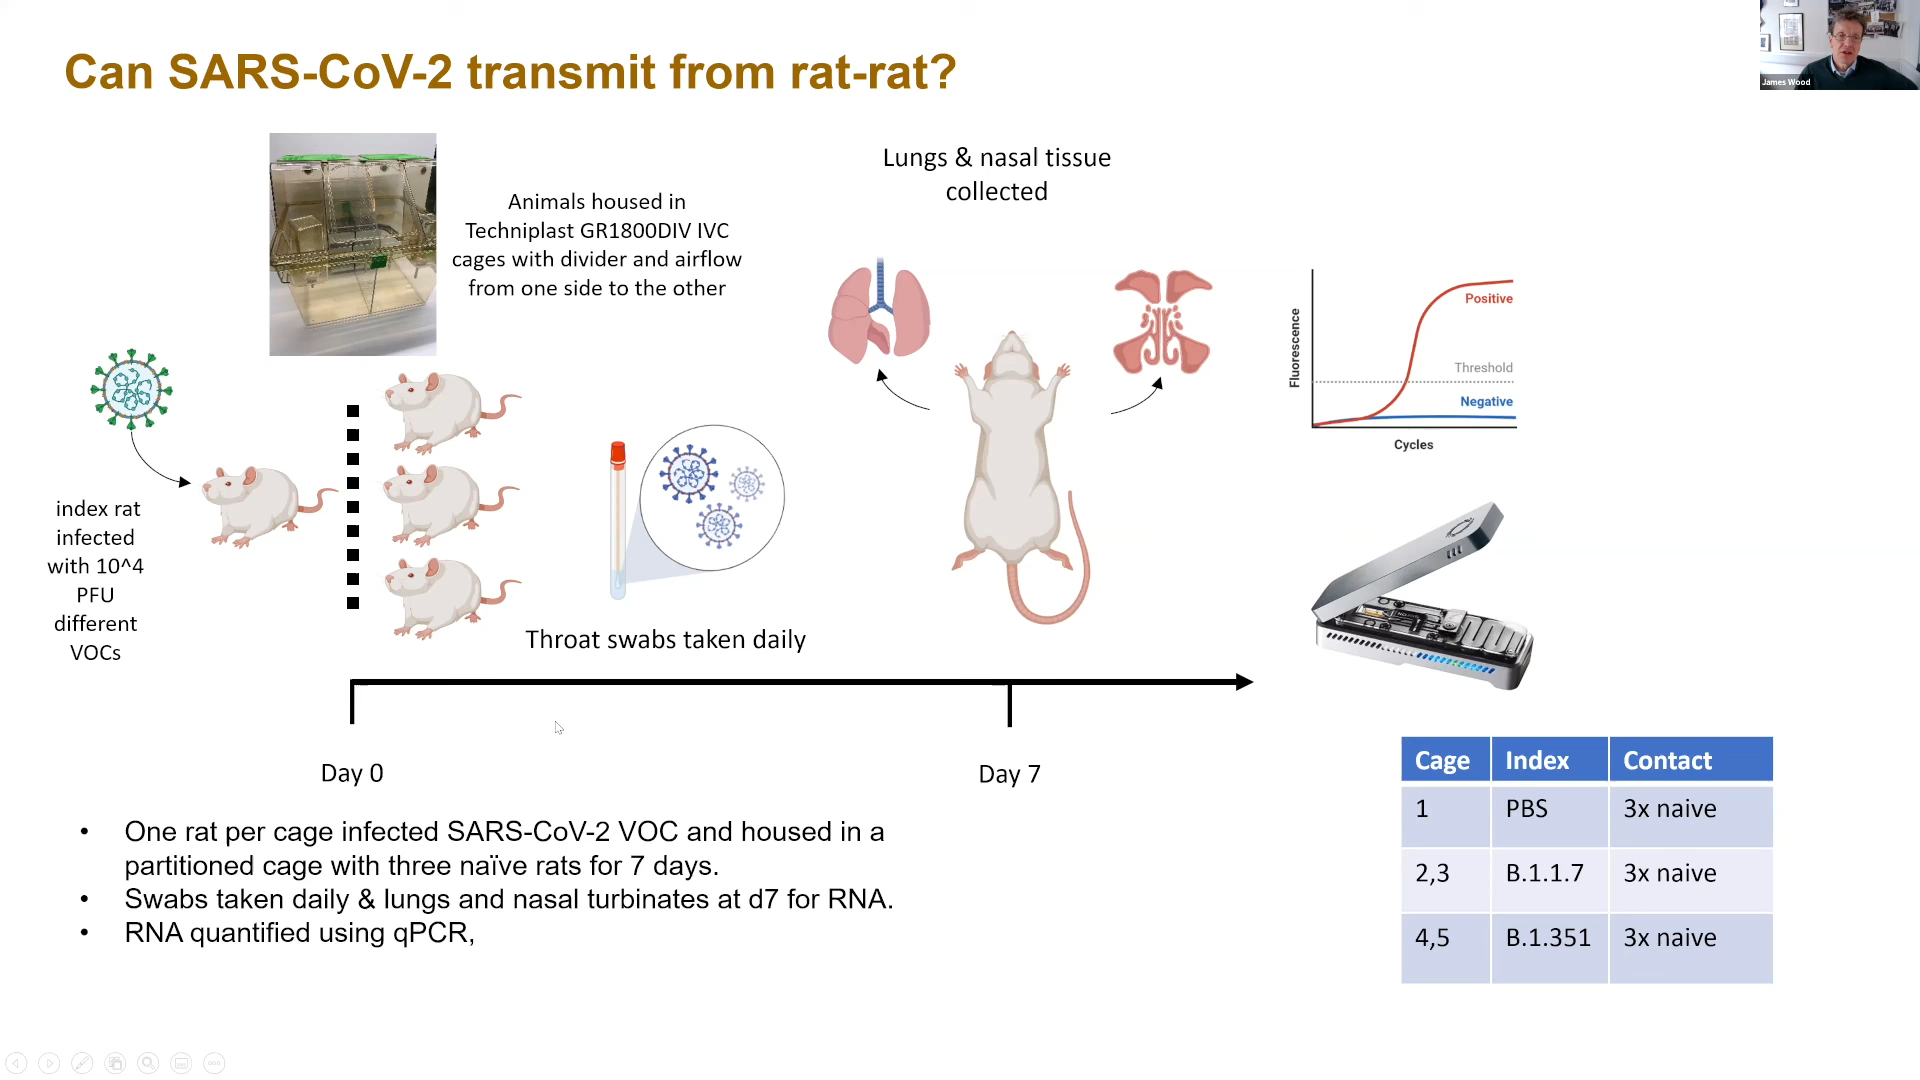 Can SARS-CoV-2 transmit from rat-rat?
James Wood
Animals housed in
Techniplast GR1800DIV IVC
cages with divider and airflow
from one side to the other
Lungs & nasal tissue
collected
index rat
infected
with 10^4
PFU
different
VOCs
Throat swabs taken daily
Fluorescence
Positive
Threshold
Negative
Cycles
Day 0
Day 7
• One rat per cage infected SARS-CoV-2 VOC and housed in a
partitioned cage with three naïve rats for 7 days.
• Swabs taken daily & lungs and nasal turbinates at d7 for RNA.
• RNA quantified using qPCR,
Cage Index Contact
1 PBS 3x naive
2,3 B.1.1.7 3x naive
4,5 B.1.351 3x naive